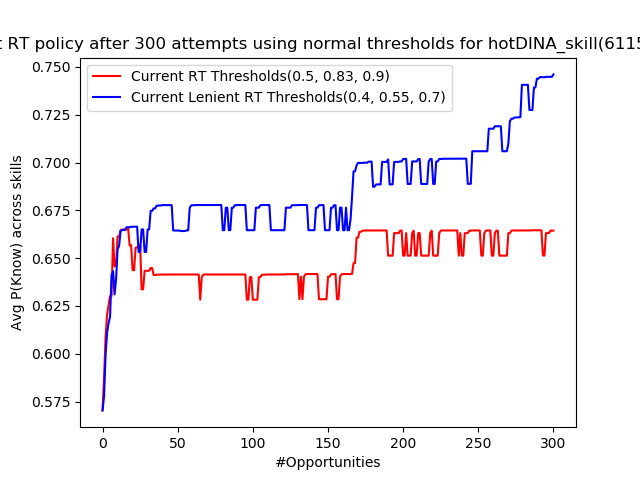 t RT policy after 300 attempts using normal thresholds for hotDINA_skill(6115
Current RT Thresholds(0.5, 0.83, 0.9)
Current Lenient RT Thresholds(0.4, 0.55, 0.7)
Avg P(Know) across skills
0.750
0.725
0.700
0.675
0.650
0.625
0.600
0.575
0 50 100 150 200 250 300
#Opportunities